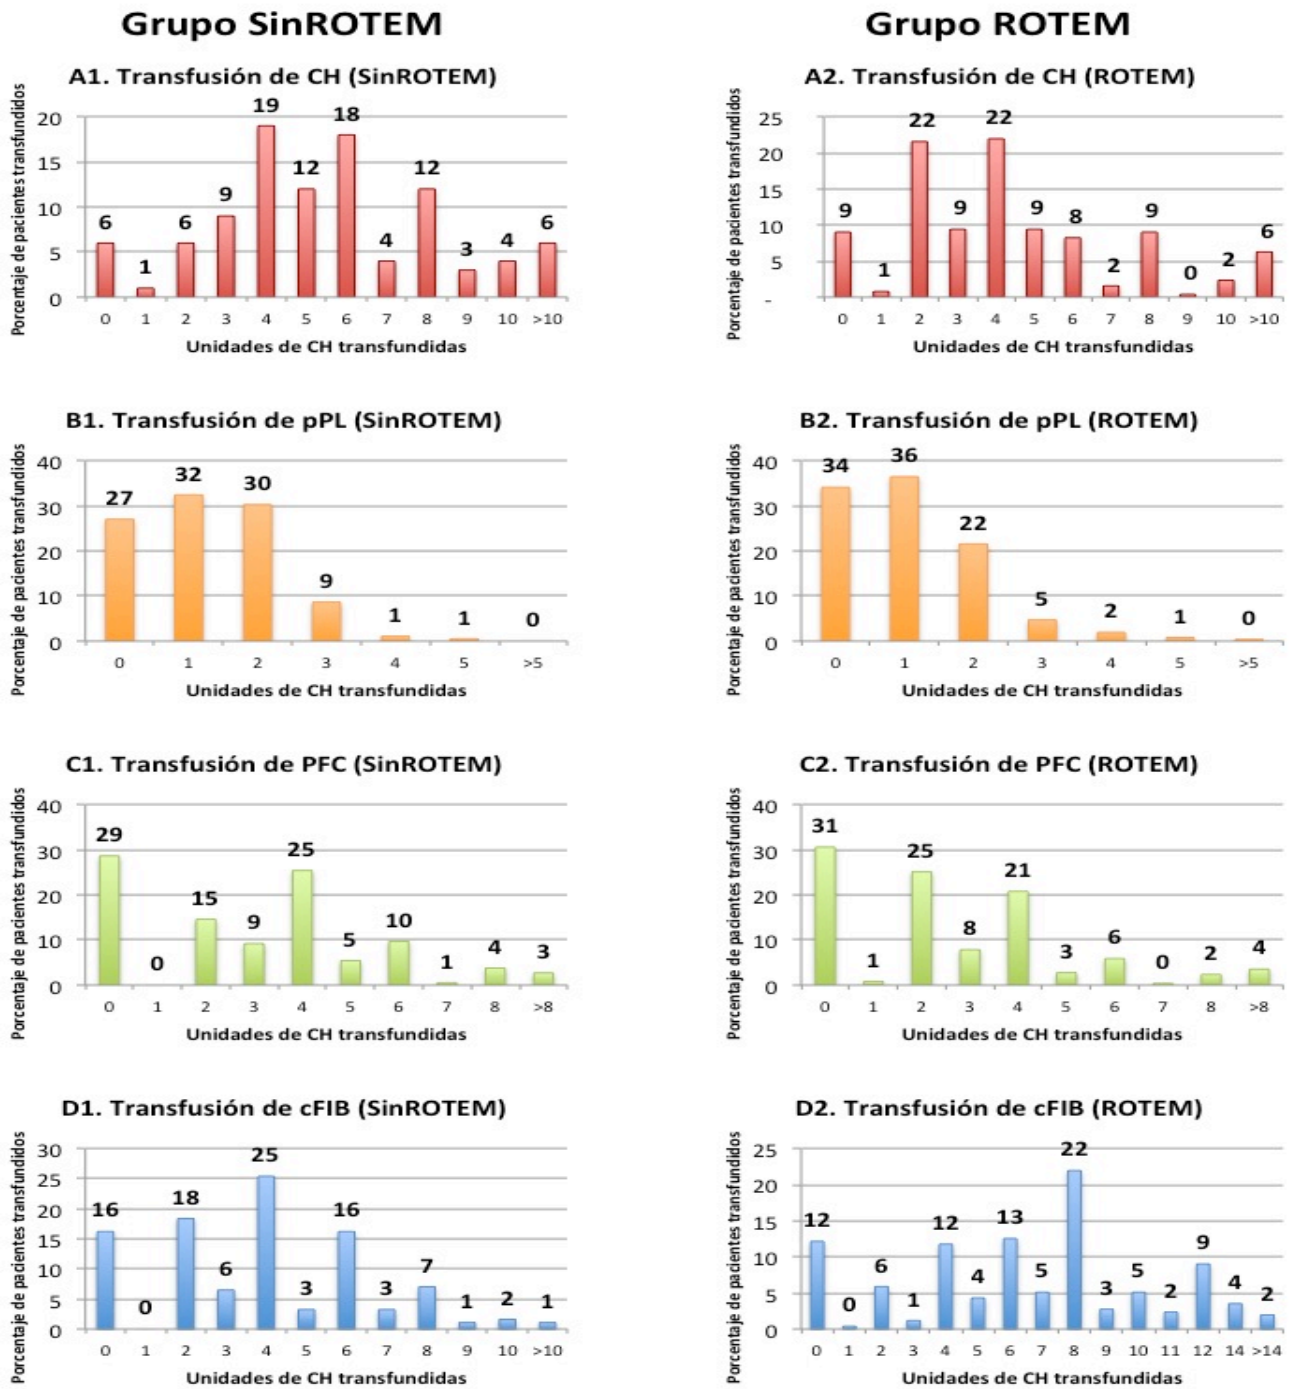 Grupo SinROTEM
Grupo ROTEM
A1. Transfusión de CH (SinROTEM)
Porcentaje de pacientes transfundidos
20
15
10
5
0
6 1 6 9 19 12 18 4 12 3 4 6
0 1 2 3 4 5 6 7 8 9 10 >10
Unidades de CH transfundidas
A2. Transfusión de CH (ROTEM)
Porcentaje de pacientes transfundidos
25
20
15
10
5
-
9 1 22 9 22 9 8 2 9 0 2 6
0 1 2 3 4 5 6 7 8 9 10 >10
Unidades de CH transfundidas
B1. Transfusión de pPL (SinROTEM)
Porcentaje de pacientes transfundidos
40
30
20
10
0
27 32 30 9 1 1 0
0 1 2 3 4 5 >5
Unidades de CH transfundidas
B2. Transfusión de pPL (ROTEM)
Porcentaje de pacientes transfundidos
40
30
20
10
0
34 36 22 5 2 1 0
0 1 2 3 4 5 >5
Unidades de CH transfundidas
C1. Transfusión de PFC (SinROTEM)
Porcentaje de pacientes transfundidos
40
30
20
10
0
29 0 15 9 25 5 10 1 4 3
0 1 2 3 4 5 6 7 8 >8
Unidades de CH transfundidas
C2. Transfusión de PFC (ROTEM)
Porcentaje de pacientes transfundidos
40
30
20
10
0
31 1 25 8 21 3 6 0 2 4
0 1 2 3 4 5 6 7 8 >8
Unidades de CH transfundidas
D1. Transfusión de cFIB (SinROTEM)
Porcentaje de pacientes transfundidos
30
25
20
15
10
5
0
16 0 18 6 25 3 16 3 7 1 2 1
0 1 2 3 4 5 6 7 8 9 10 >10
Unidades de CH transfundidas
D2. Transfusión de cFIB (ROTEM)
Porcentaje de pacientes transfundidos
25
20
15
10
5
0
12 0 6 1 12 4 13 5 22 3 5 2 9 4 2
0 1 2 3 4 5 6 7 8 9 10 11 12 14 >14
Unidades de CH transfundidas